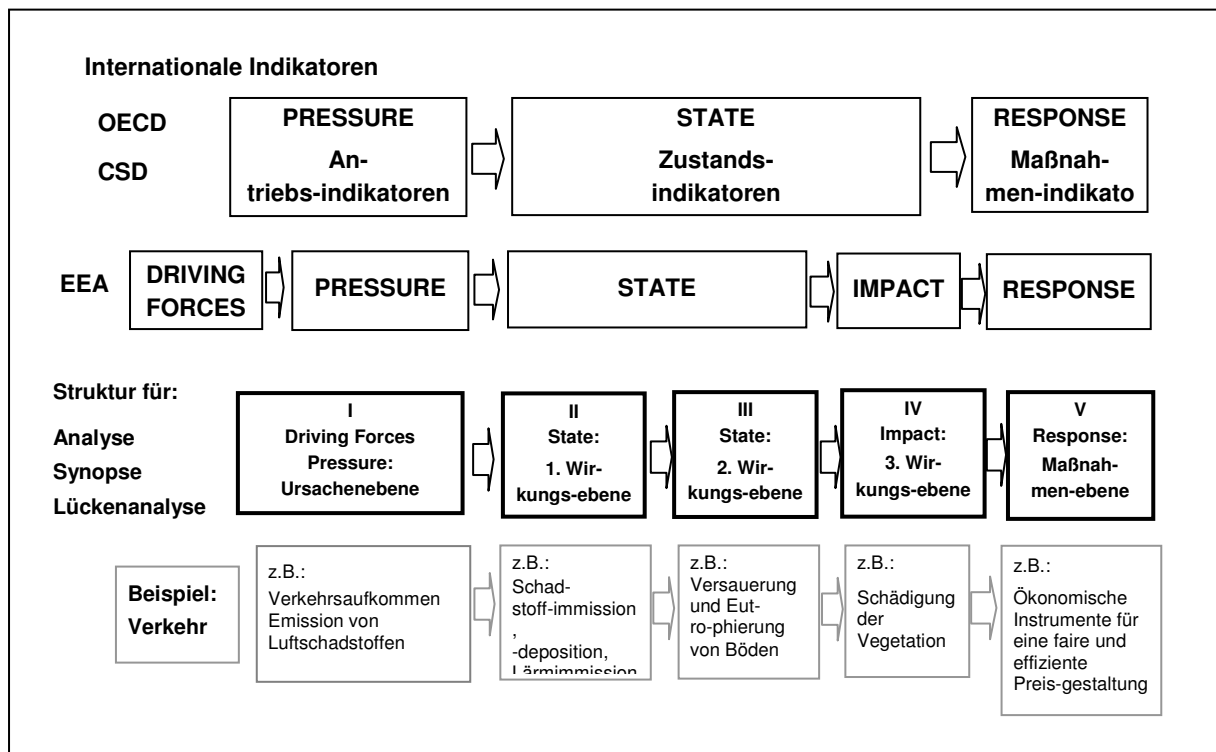 Internationale Indikatoren
OECD
CSD
PRESSURE
An-
triebs-indikatoren
STATE
Zustands-
indikatoren
RESPONSE
Maßnah-
men-indikato
EEA
DRIVING
FORCES
PRESSURE
STATE
IMPACT
RESPONSE
Struktur für:
Analyse
Synopse
Lückenanalyse
I
Driving Forces
Pressure:
Ursachenebene
II
State:
1. Wir-
kungs-ebene
III
State:
2. Wir-
kungs-ebene
IV
Impact:
3. Wir-
kungs-ebene
V
Response:
Maßnah-
men-ebene
Beispiel:
Verkehr
z.B.:
Verkehrsaufkommen
Emission von
Luftschadstoffen
z.B.:
Schad-
stoff-immission
,
-deposition,
Lärmimmission
z.B.:
Versauerung
und Eut-
ro-phierung
von Böden
z.B.:
Schädigung
der
Vegetation
z.B.:
Ökonomische
Instrumente für
eine faire und
effiziente
Preis-gestaltung